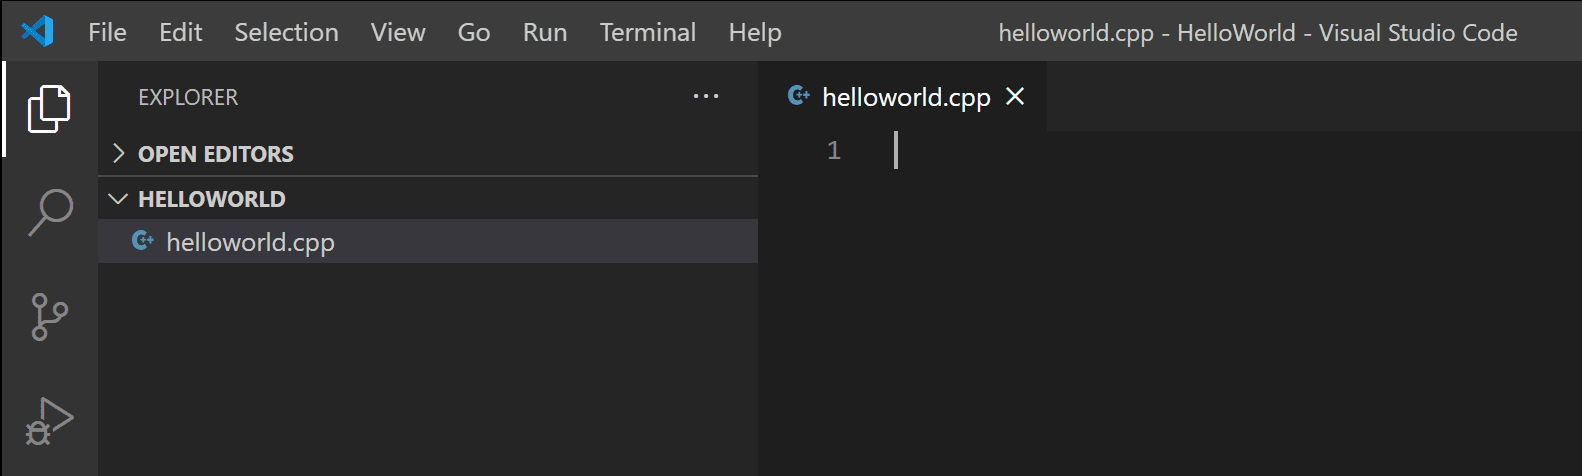 File Edit Selection View Go Run Terminal Help helloworld.cpp - HelloWorld - Visual Studio Code
EXPLORER ···
OPEN EDITORS
HELLOWORLD
helloworld.cpp
helloworld.cpp
1